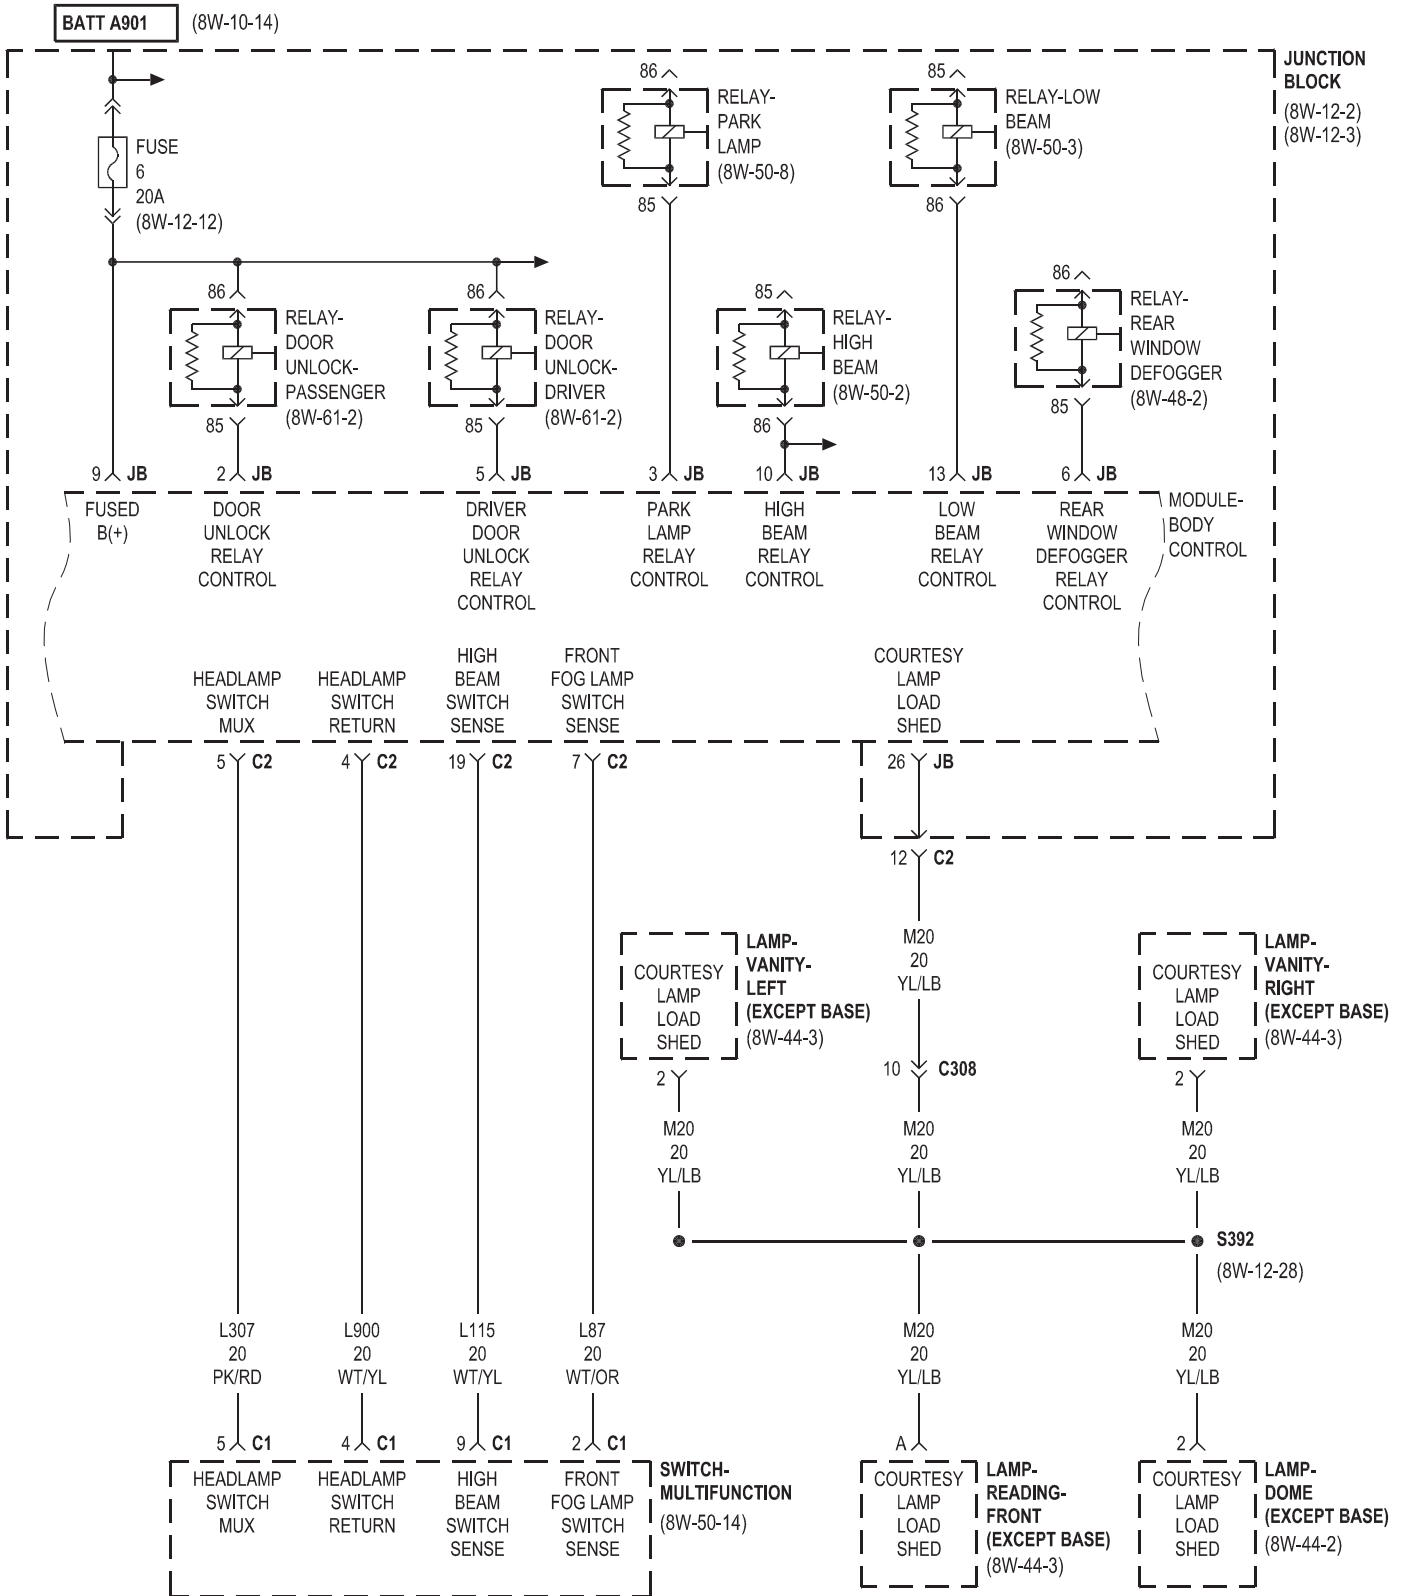 BATT A901 (8W-10-14)
JUNCTION
BLOCK
(8W-12-2)
(8W-12-3)
FUSE
6
20A
(8W-12-12)
86
RELAY-
PARK
LAMP
(8W-50-8)
85
85
RELAY-LOW
BEAM
(8W-50-3)
86
86
RELAY-
DOOR
UNLOCK-
PASSENGER
(8W-61-2)
85
86
RELAY-
DOOR
UNLOCK-
DRIVER
(8W-61-2)
85
85
RELAY-
HIGH
BEAM
(8W-50-2)
86
86
RELAY-
REAR
WINDOW
DEFOGGER
(8W-48-2)
85
9 JB
2 JB
5 JB
3 JB
10 JB
13 JB
6 JB
FUSED
B(+)
DOOR
UNLOCK
RELAY
CONTROL
DRIVER
DOOR
UNLOCK
RELAY
CONTROL
PARK
LAMP
RELAY
CONTROL
HIGH
BEAM
RELAY
CONTROL
LOW
BEAM
RELAY
CONTROL
REAR
WINDOW
DEFOGGER
RELAY
CONTROL
MODULE-
BODY
CONTROL
HEADLAMP
SWITCH
MUX
HEADLAMP
SWITCH
RETURN
HIGH
BEAM
SWITCH
SENSE
FRONT
FOG LAMP
SWITCH
SENSE
COURTESY
LAMP
LOAD
SHED
5 C2
4 C2
19 C2
7 C2
26 JB
12 C2
M20
20
YL/LB
COURTESY
LAMP
LOAD
SHED
LAMP-
VANITY-
LEFT
(EXCEPT BASE)
(8W-44-3)
COURTESY
LAMP
LOAD
SHED
LAMP-
VANITY-
RIGHT
(EXCEPT BASE)
(8W-44-3)
2
10 C308
2
M20
20
YL/LB
M20
20
YL/LB
M20
20
YL/LB
S392
(8W-12-28)
L307
20
PK/RD
L900
20
WT/YL
L115
20
WT/YL
L87
20
WT/OR
M20
20
YL/LB
M20
20
YL/LB
5 C1
4 C1
9 C1
2 C1
A
2
HEADLAMP
SWITCH
MUX
HEADLAMP
SWITCH
RETURN
HIGH
BEAM
SWITCH
SENSE
FRONT
FOG LAMP
SWITCH
SENSE
SWITCH-
MULTIFUNCTION
(8W-50-14)
COURTESY
LAMP
LOAD
SHED
LAMP-
READING-
FRONT
(EXCEPT BASE)
(8W-44-3)
COURTESY
LAMP
LOAD
SHED
LAMP-
DOME
(EXCEPT BASE)
(8W-44-2)